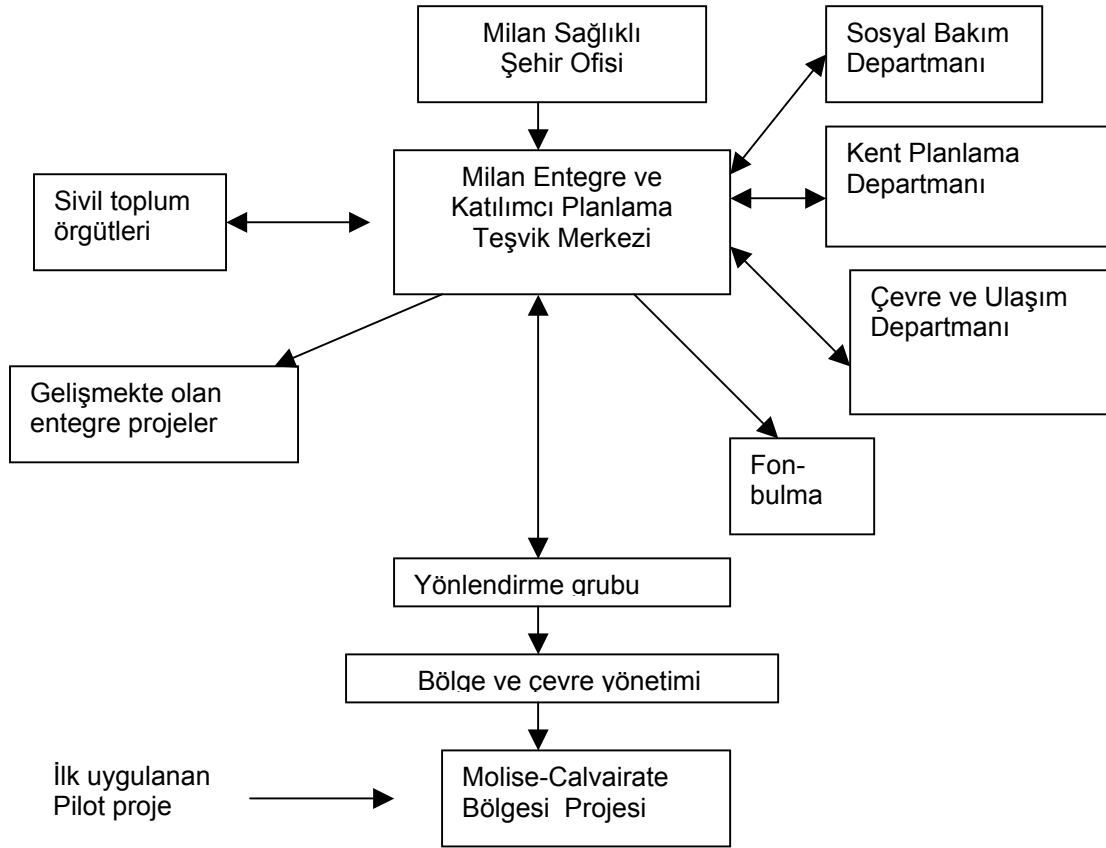 Milan Sağlıklı
Şehir Ofisi
Sosyal Bakım
Departmanı
Kent Planlama
Departmanı
Milan Entegre ve
Katılımcı Planlama
Teşvik Merkezi
Sivil toplum
örgütleri
Çevre ve Ulaşım
Departmanı
Gelişmekte olan
entegre projeler
Fon-
bulma
Yönlendirme grubu
Bölge ve çevre yönetimi
İlk uygulanan
Pilot proje
Molise-Calvairate
Bölgesi Projesi